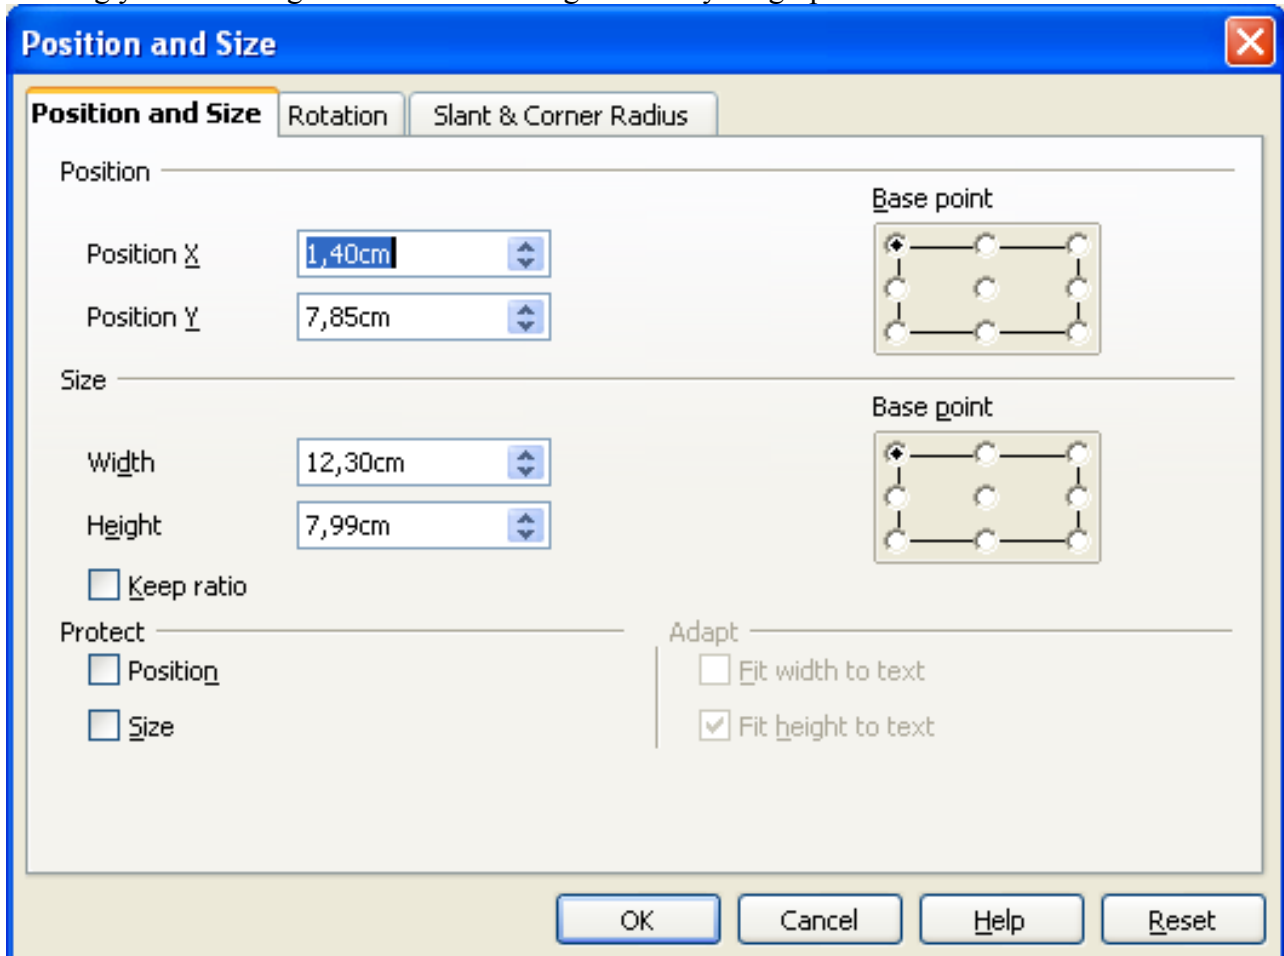 Position and Size
Position and Size Rotation Slant & Corner Radius
Position
Base point
Position X 1,40cm
Position Y 7,85cm
Size
Base point
Width 12,30cm
Height 7,99cm
Keep ratio
Protect Adapt
Position Fit width to text
Size Fit height to text
OK Cancel Help Reset